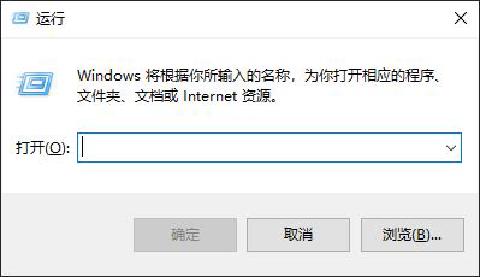 运行
Windows 将根据你所输入的名称，为你打开相应的程序、
文件夹、文档或 Internet 资源。
打开(O):
确定
取消
浏览(B)...